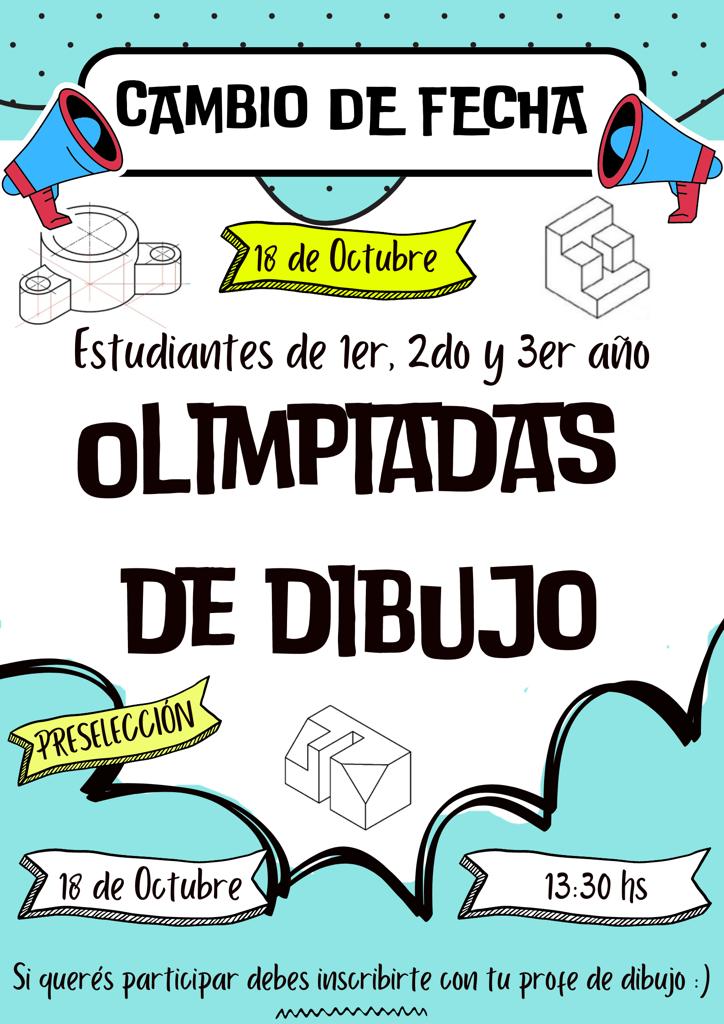 CAMBIO DE FECHA
18 de Octubre
Estudiantes de 1er, 2do y 3er año
OLIMPIADAS
DE DIBUJO
PRESELECCIÓN
18 de Octubre
13:30 hs
Si querés participar debes inscribirte con tu profe de dibujo :)